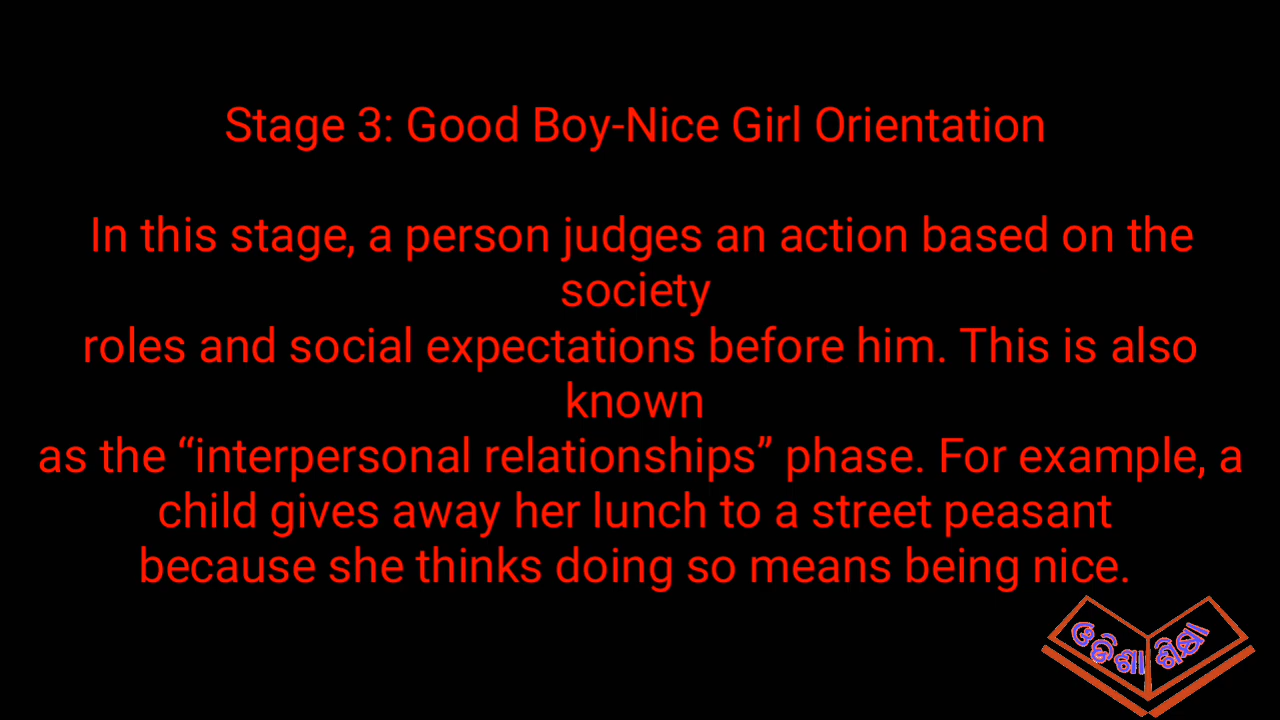 Stage 3: Good Boy-Nice Girl Orientation
In this stage, a person judges an action based on the
society
roles and social expectations before him. This is also
known
as the “interpersonal relationships” phase. For example, a
child gives away her lunch to a street peasant
because she thinks doing so means being nice.
ଓଡିଶା ଶିକ୍ଷା